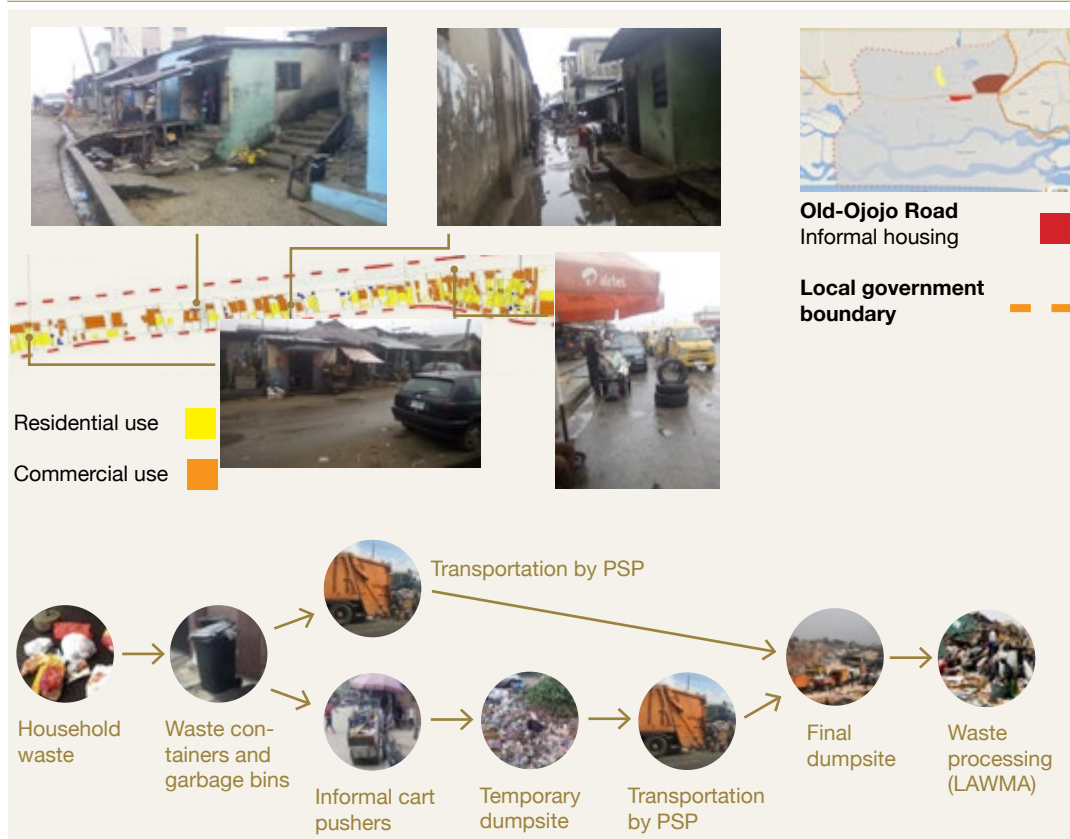 Old-Ojojo Road
Informal housing
Local government
boundary
airtel
Residential use
Commercial use
Transportation by PSP
Household
waste
Waste con-
tainers and
garbage bins
Informal cart
pushers
Temporary
dumpsite
Transportation
by PSP
Final
dumpsite
Waste
processing
(LAWMA)